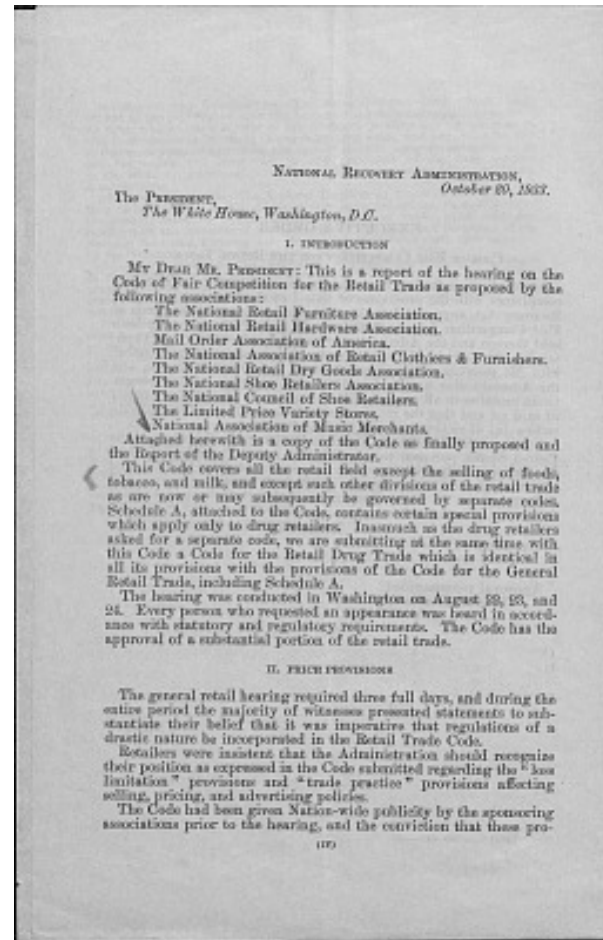 NATIONAL RECOVERY ADMINISTRATION,
October 20, 1933.
The PRESIDENT,
The White House, Washington, D.C.
I. INTRODUCTION
MY DEAR MR. PRESIDENT: This is a report of the hearing on the
Code of Fair Competition for the Retail Trade as proposed by the
following associations:
The National Retail Furniture Association.
The National Retail Hardware Association.
Mail Order Association of America.
The National Association of Retail Clothiers & Furnishers.
The National Retail Dry Goods Association.
The National Shoe Retailers Association.
The National Council of Shoe Retailers.
The Limited Price Variety Stores.
National Association of Music Merchants.
Attached herewith is a copy of the Code as finally proposed and
the Report of the Deputy Administrator.
This Code covers all the retail field except the selling of foods,
tobacco, and milk, and except such other divisions of the retail trade
as are now or may subsequently be governed by separate codes.
Schedule A, attached to the Code, contains certain special provisions
which apply only to drug retailers. Inasmuch as the drug retailers
asked for a separate code, we are submitting at the same time with
this Code a Code for the Retail Drug Trade which is identical in
all its provisions with the provisions of the Code for the General
Retail Trade, including Schedule A.
The hearing was conducted in Washington on August 22, 23, and
24. Every person who requested an appearance was heard in accord-
ance with statutory and regulatory requirements. The Code has the
approval of a substantial portion of the retail trade.
II. PRICE PROVISIONS
The general retail hearing required three full days, and during the
entire period the majority of witnesses presented statements to sub-
stantiate their belief that it was imperative that regulations of a
drastic nature be incorporated in the Retail Trade Code.
Retailers were insistent that the Administration should recognize
their position as expressed in the Code submitted regarding the "loss
limitation" provisions and "trade practice" provisions affecting
selling, pricing, and advertising policies.
The Code had been given Nation-wide publicity by the sponsoring
associations prior to the hearing, and the conviction that these pro-